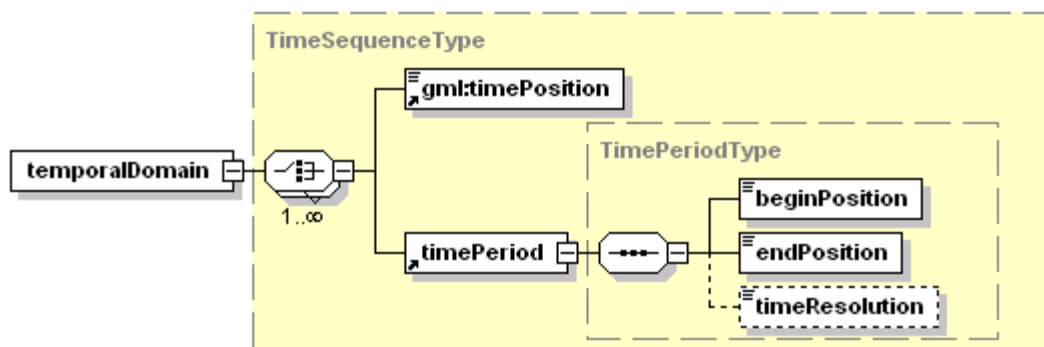 TimeSequenceType
gml:timePosition
TimePeriodType
temporalDomain
1..∞
beginPosition
timePeriod
endPosition
timeResolution